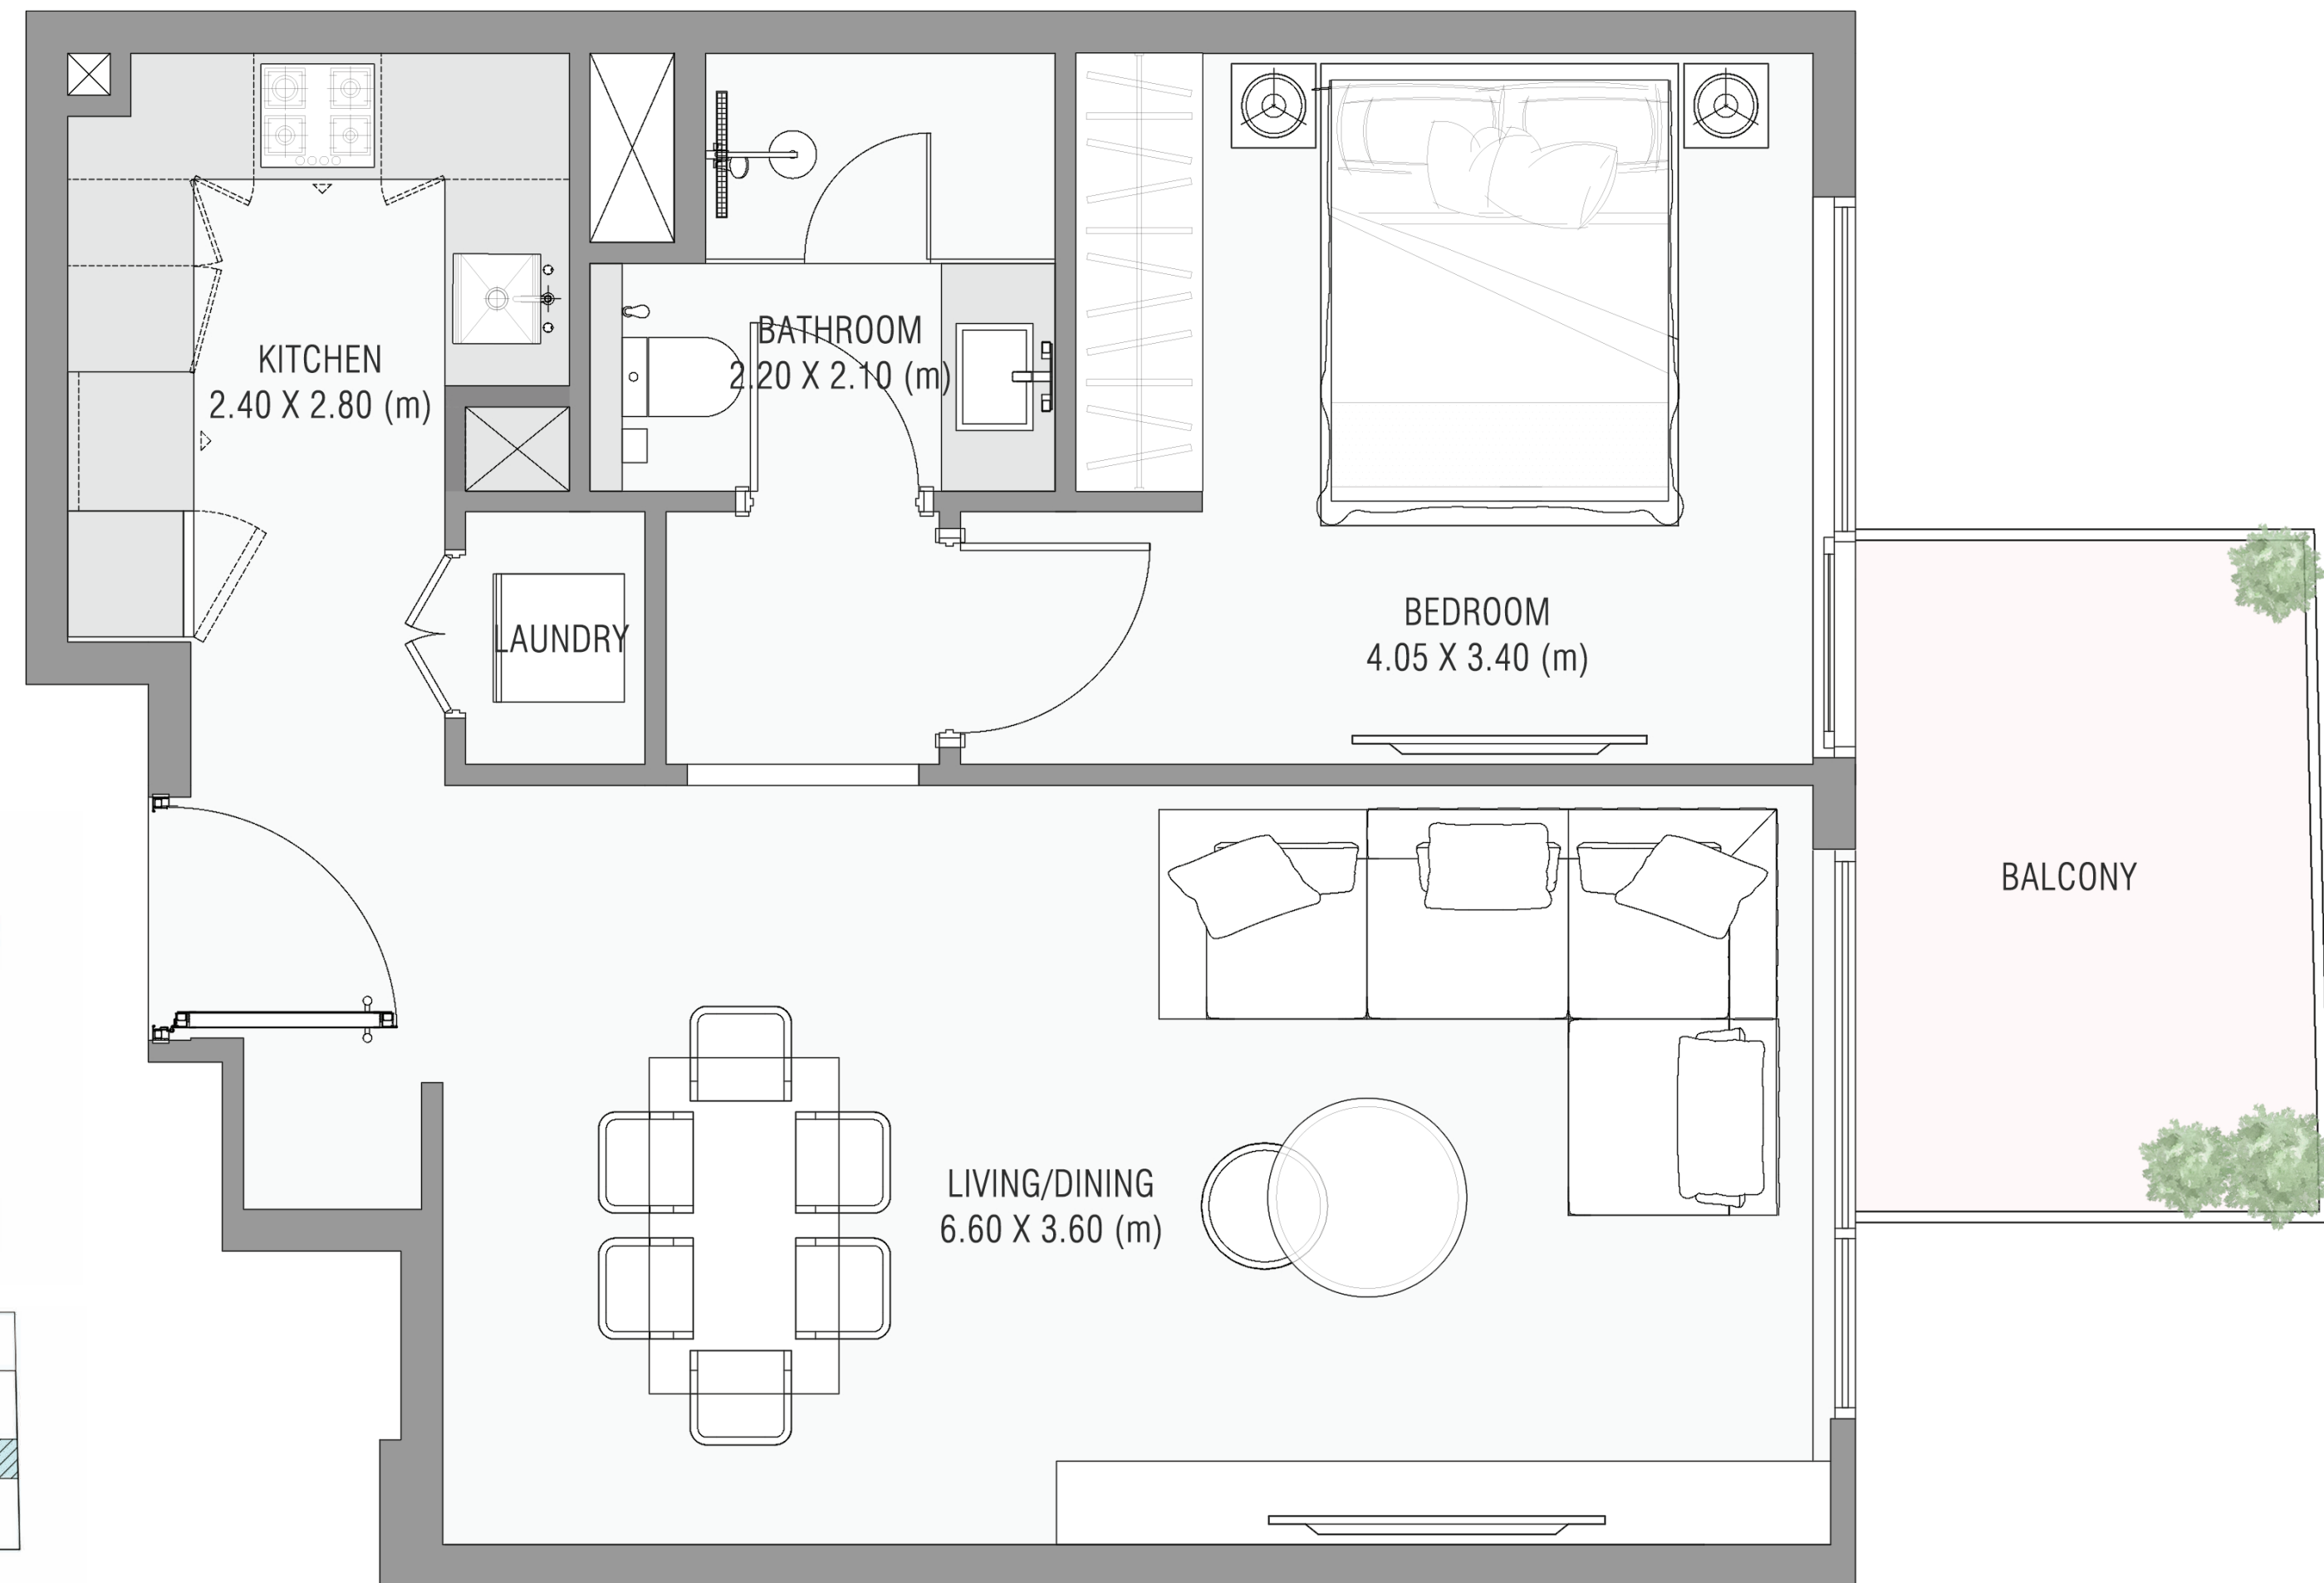 KITCHEN
2.40 X 2.80 (m)
BATHROOM
2.20 X 2.10 (m)
LAUNDRY
BEDROOM
4.05 X 3.40 (m)
BALCONY
LIVING/DINING
6.60 X 3.60 (m)